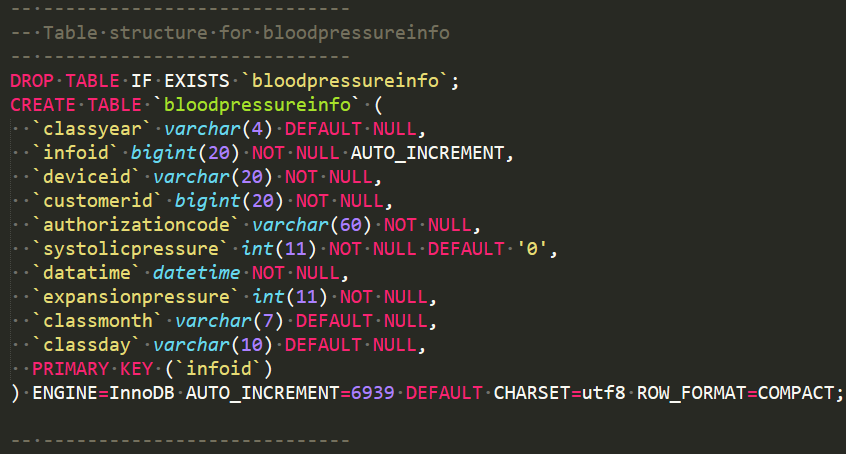 -- ----------------------------
-- Table structure for bloodpressureinfo
-- ----------------------------
DROP TABLE IF EXISTS `bloodpressureinfo`;
CREATE TABLE `bloodpressureinfo` (
  `classyear` varchar(4) DEFAULT NULL,
  `infoid` bigint(20) NOT NULL AUTO_INCREMENT,
  `deviceid` varchar(20) NOT NULL,
  `customerid` bigint(20) NOT NULL,
  `authorizationcode` varchar(60) NOT NULL,
  `systolicpressure` int(11) NOT NULL DEFAULT '0',
  `datatime` datetime NOT NULL,
  `expansionpressure` int(11) NOT NULL,
  `classmonth` varchar(7) DEFAULT NULL,
  `classday` varchar(10) DEFAULT NULL,
  PRIMARY KEY (`infoid`)
) ENGINE=InnoDB AUTO_INCREMENT=6939 DEFAULT CHARSET=utf8 ROW_FORMAT=COMPACT;
-- ----------------------------